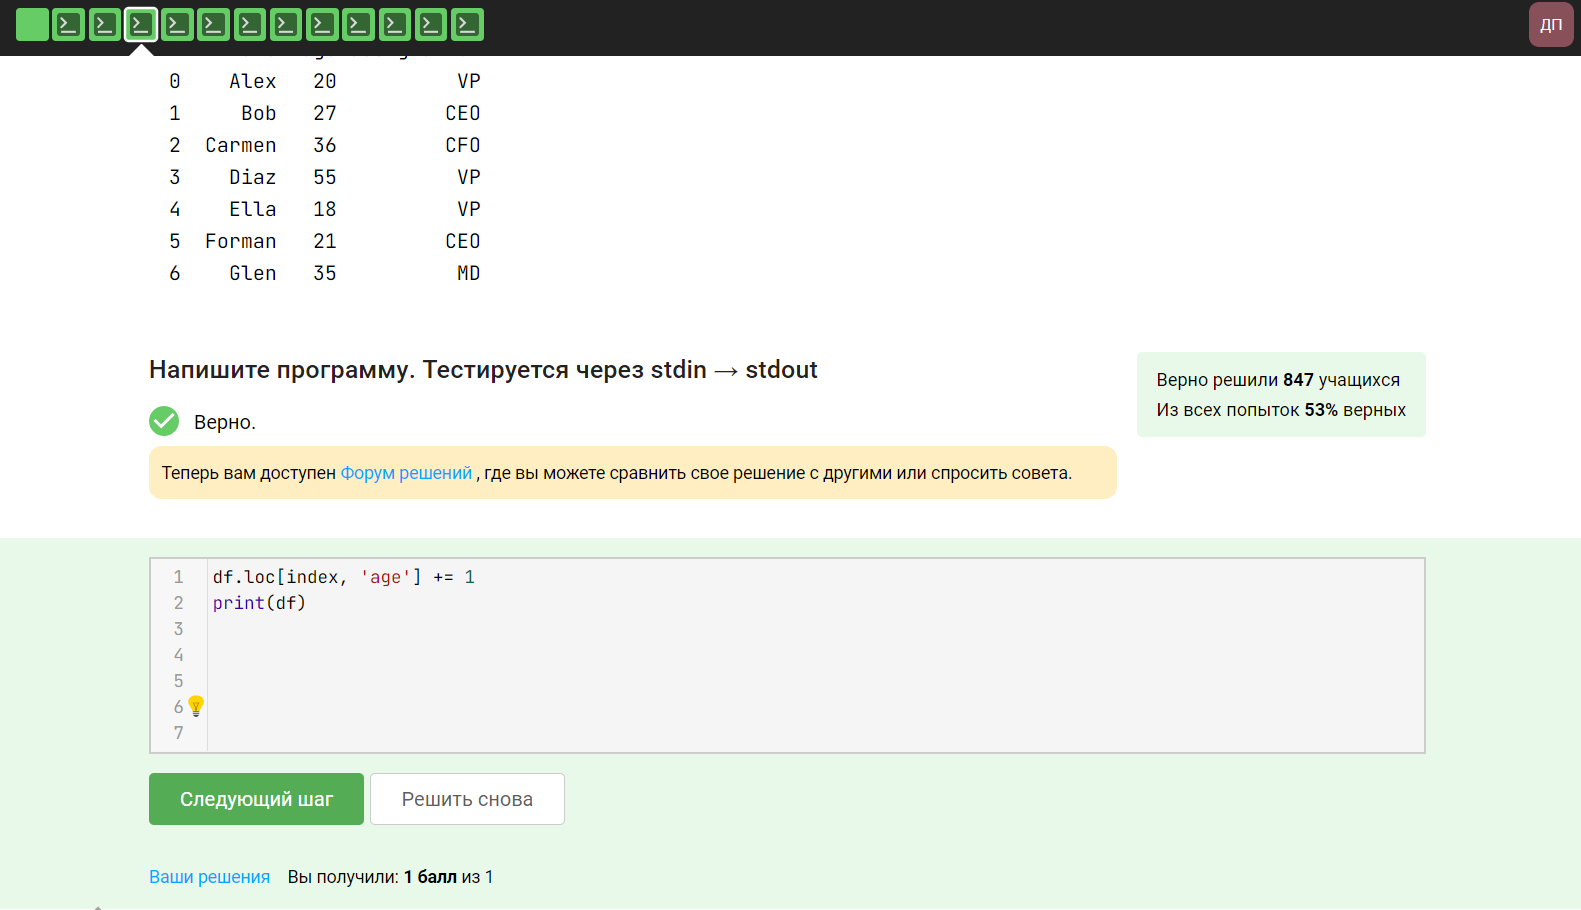 ДП
0 Alex 20 VP
1 Bob 27 CEO
2 Carmen 36 CFO
3 Diaz 55 VP
4 Ella 18 VP
5 Forman 21 CEO
6 Glen 35 MD
Напишите программу. Тестируется через stdin → stdout
Верно решили 847 учащихся
Из всех попыток 53% верных
Верно.
Теперь вам доступен Форум решений , где вы можете сравнить свое решение с другими или спросить совета.
1 df.loc[index, 'age'] += 1
2 print(df)
3
4
5
6
7
Следующий шаг Решить снова
Ваши решения Вы получили: 1 балл из 1